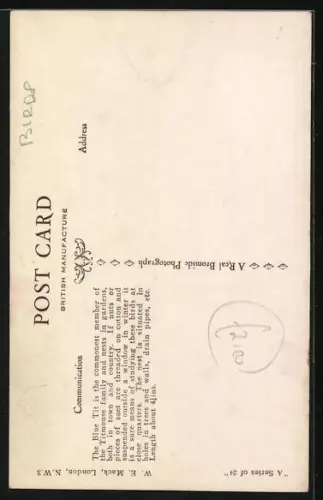 BIRDS
POST CARD
BRITISH MANUFACTURE
Communication
Address
The Blue Tit is the commonest member of
the Titmouse family and nests in gardens,
both in town and country. If nuts or
pieces of suet are threaded on cotton and
suspended outside a window in winter it
is a sure means of studying these birds at
close quarters. The nest is situated in
holes in trees and walls, drain pipes, etc.
Length about 4½ins.
A Real Bromide Photograph
W. E. Mack, London, N.W.3
"A Series of 24"